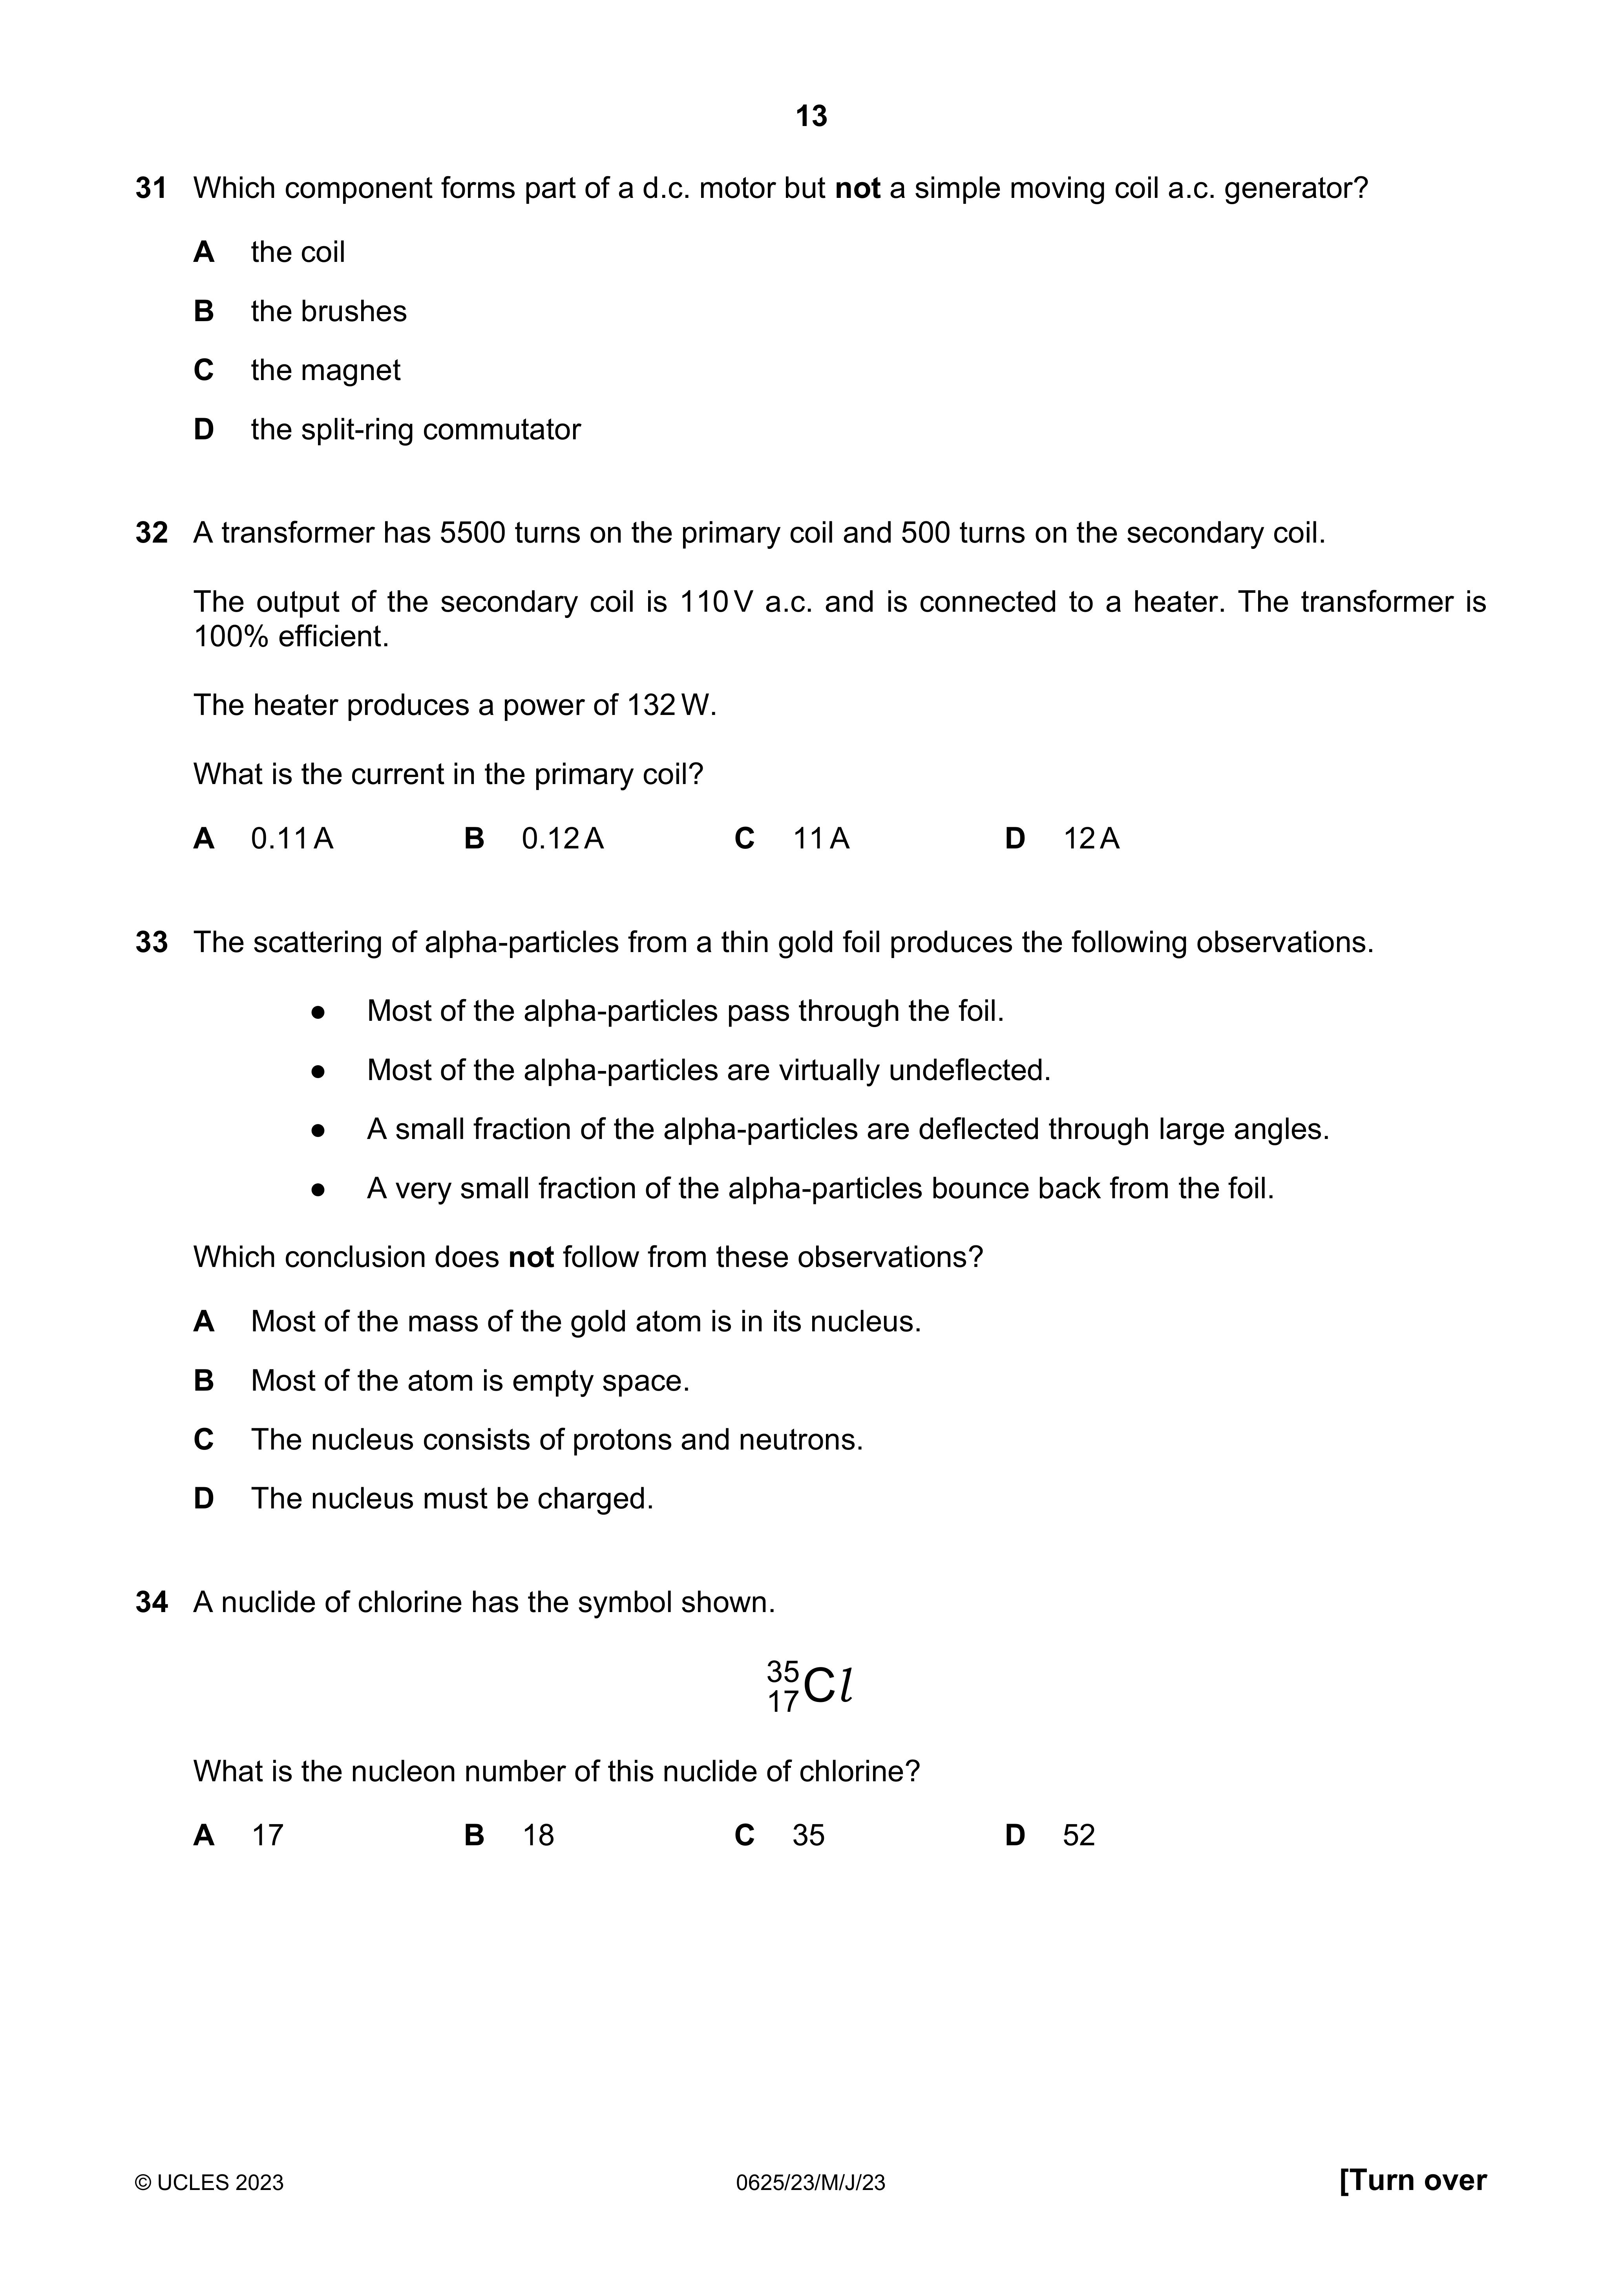 13
31 Which component forms part of a d.c. motor but not a simple moving coil a.c. generator?
A the coil
B the brushes
C the magnet
D the split-ring commutator
32 A transformer has 5500 turns on the primary coil and 500 turns on the secondary coil.
The output of the secondary coil is 110 V a.c. and is connected to a heater. The transformer is
100% efficient.
The heater produces a power of 132 W.
What is the current in the primary coil?
A 0.11 A B 0.12 A C 11 A D 12 A
33 The scattering of alpha-particles from a thin gold foil produces the following observations.
● Most of the alpha-particles pass through the foil.
● Most of the alpha-particles are virtually undeflected.
● A small fraction of the alpha-particles are deflected through large angles.
● A very small fraction of the alpha-particles bounce back from the foil.
Which conclusion does not follow from these observations?
A Most of the mass of the gold atom is in its nucleus.
B Most of the atom is empty space.
C The nucleus consists of protons and neutrons.
D The nucleus must be charged.
34 A nuclide of chlorine has the symbol shown.
³⁵₁₇Cl
What is the nucleon number of this nuclide of chlorine?
A 17 B 18 C 35 D 52
© UCLES 2023 0625/23/M/J/23 [Turn over